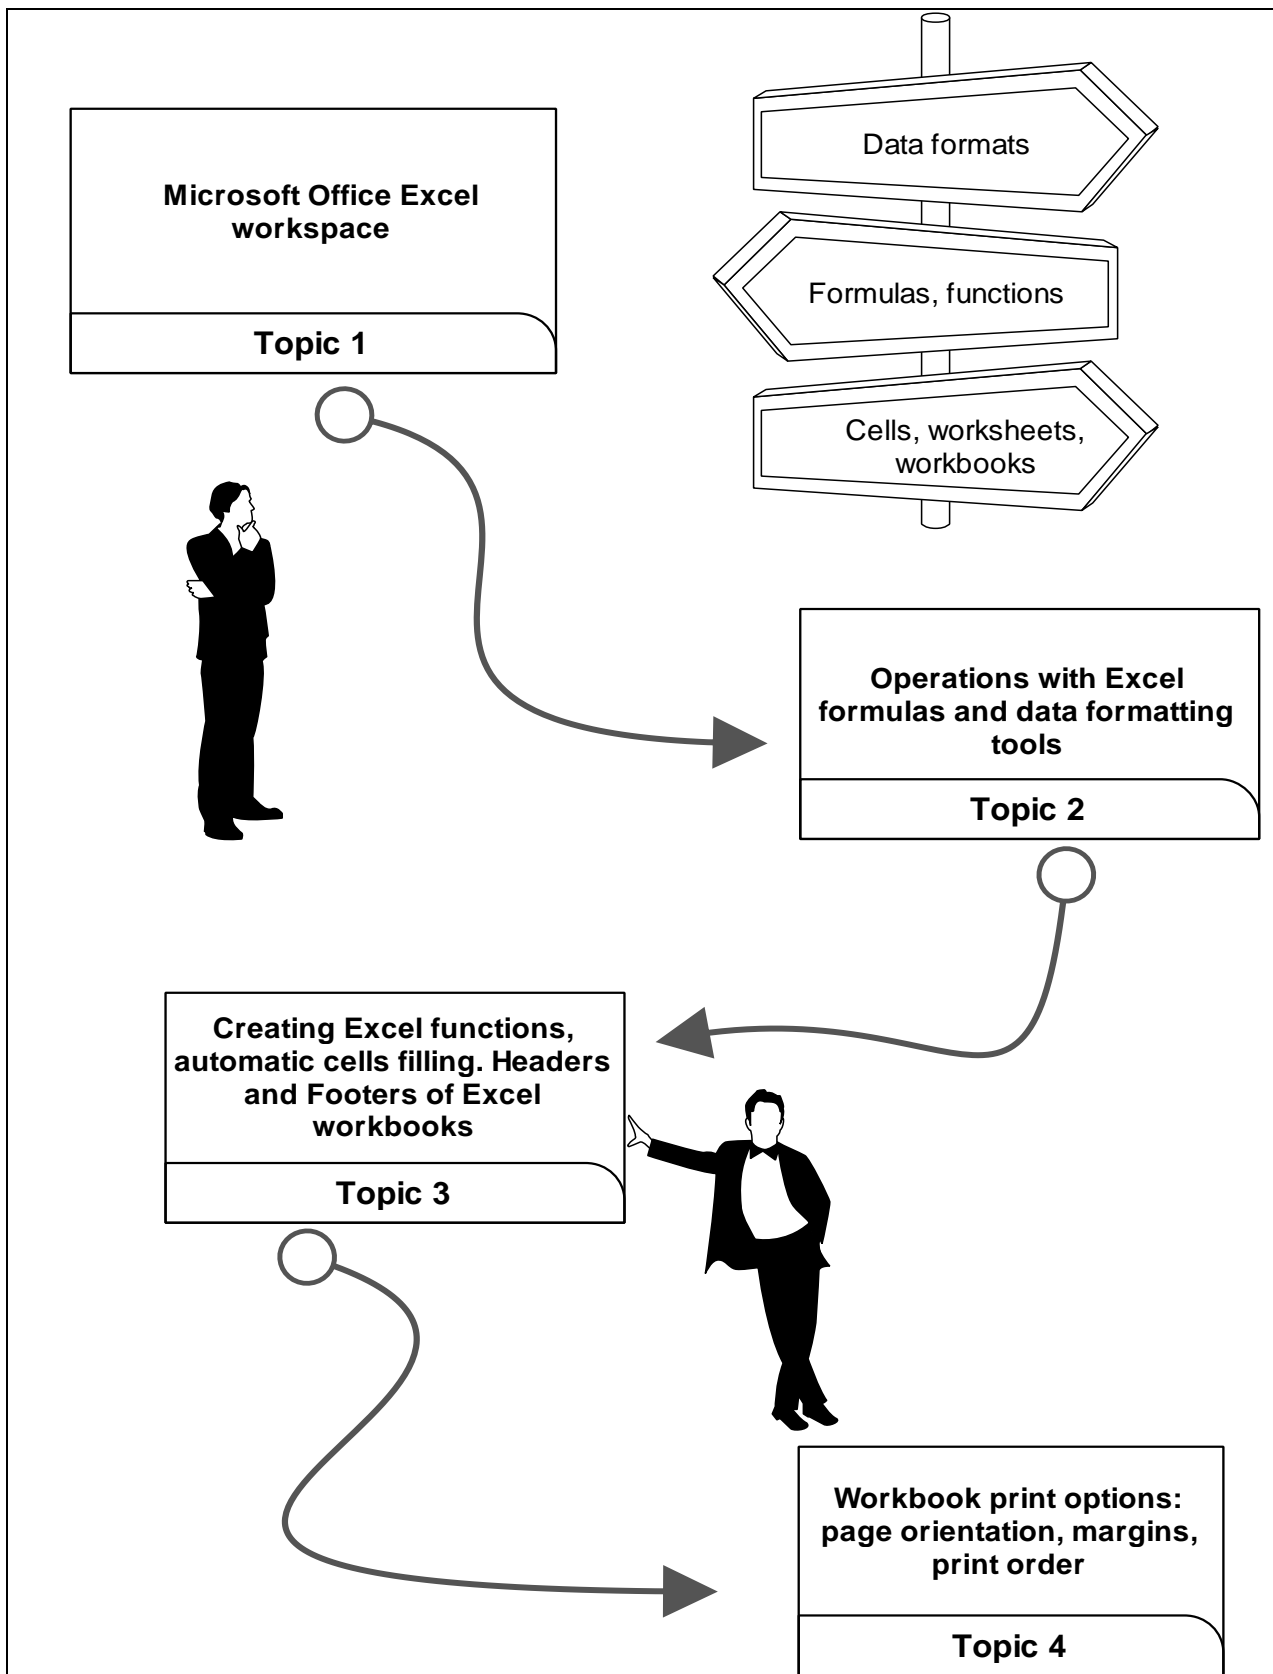 Microsoft Office Excel
workspace
Topic 1
Data formats
Formulas, functions
Cells, worksheets,
workbooks
Operations with Excel
formulas and data formatting
tools
Topic 2
Creating Excel functions,
automatic cells filling. Headers
and Footers of Excel
workbooks
Topic 3
Workbook print options:
page orientation, margins,
print order
Topic 4